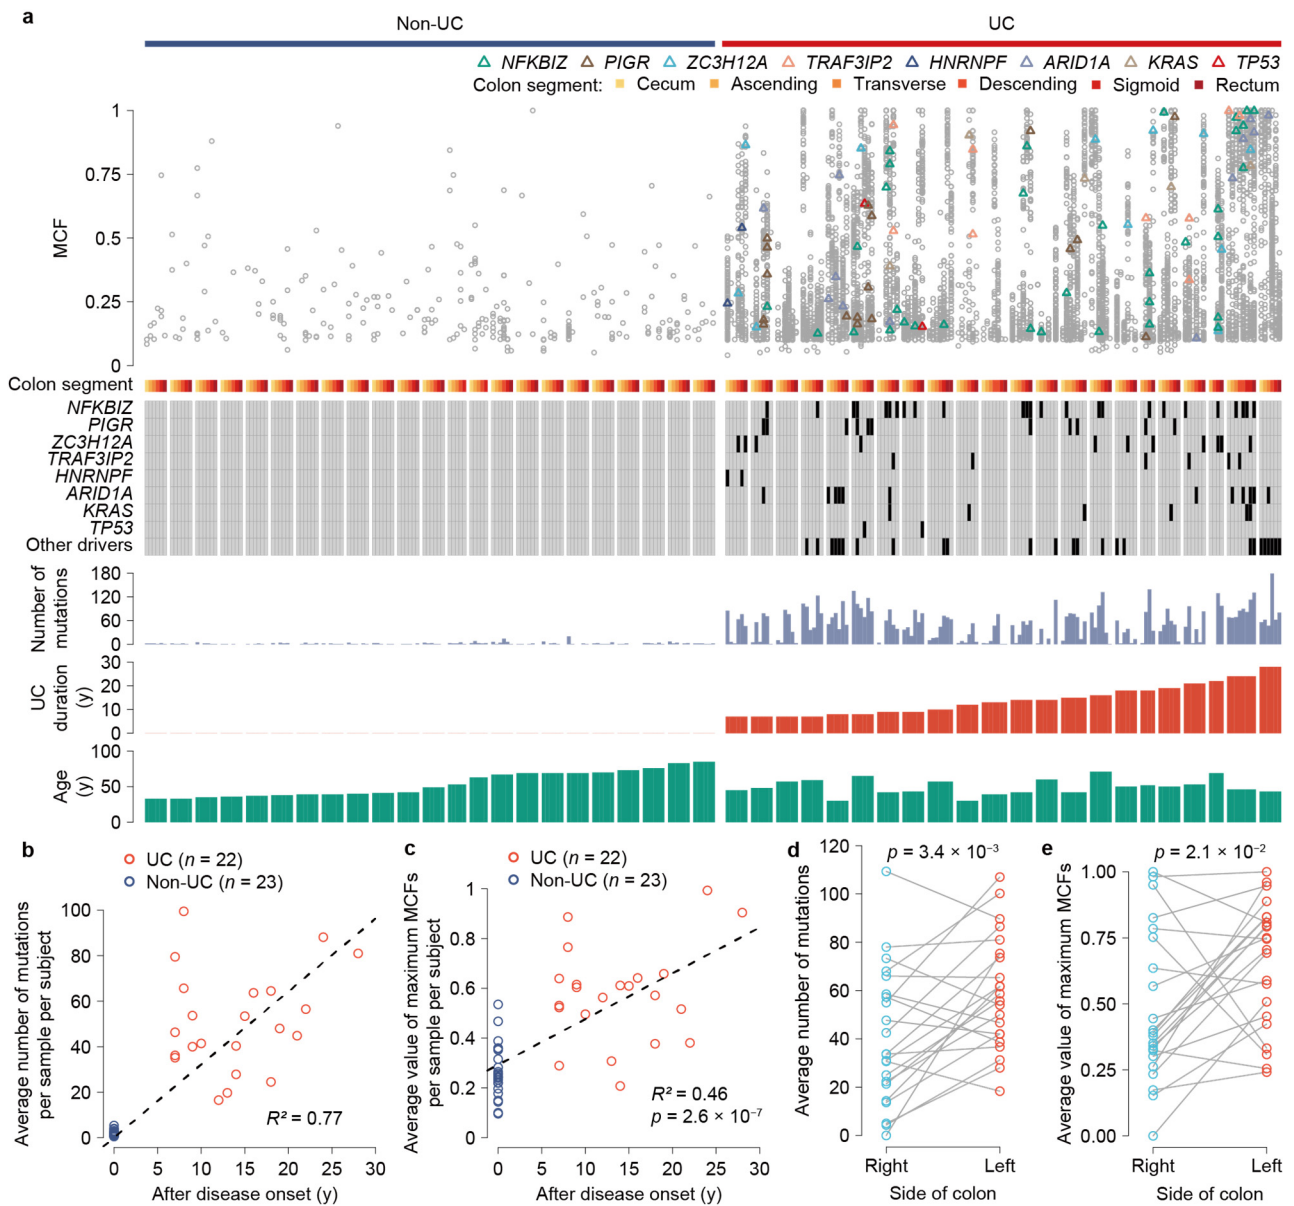 a
Non-UC
UC
NFKBIZ PIGR ZC3H12A TRAF3IP2 HNRNPF ARID1A KRAS TP53
Colon segment: Cecum Ascending Transverse Descending Sigmoid Rectum
MCF
1
0.75
0.5
0.25
0
Colon segment
NFKBIZ
PIGR
ZC3H12A
TRAF3IP2
HNRNPF
ARID1A
KRAS
TP53
Other drivers
Number of
mutations
180
120
60
0
UC
duration
(y)
30
20
10
0
Age
(y)
100
50
0
b
UC (n = 22)
Non-UC (n = 23)
Average number of mutations
per sample per subject
100
80
60
40
20
0
R² = 0.77
0 5 10 15 20 25 30
After disease onset (y)
c
UC (n = 22)
Non-UC (n = 23)
Average value of maximum MCFs
per sample per subject
1
0.8
0.6
0.4
0.2
0
R² = 0.46
p = 2.6 × 10⁻⁷
0 5 10 15 20 25 30
After disease onset (y)
d
p = 3.4 × 10⁻³
Average number of mutations
120
100
80
60
40
20
0
Right Left
Side of colon
e
p = 2.1 × 10⁻²
Average value of maximum MCFs
1.00
0.75
0.50
0.25
0.00
Right Left
Side of colon